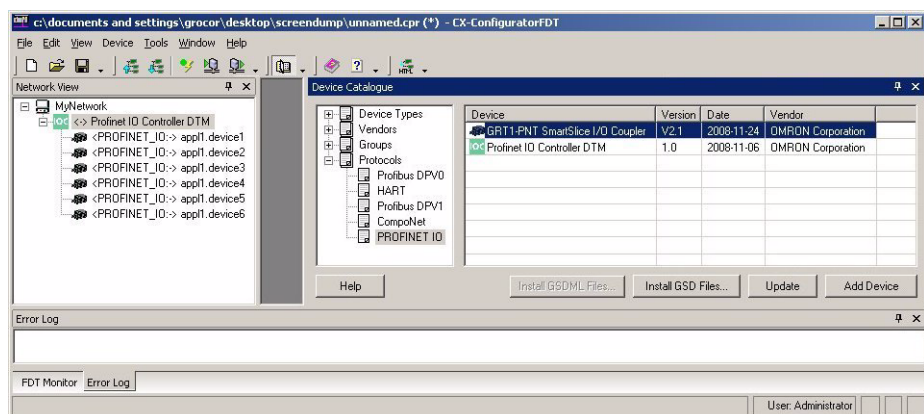 c:\documents and settings\grocor\desktop\screendump\unnamed.cpr (*) - CX-ConfiguratorFDT
File Edit View Device Tools Window Help
Network View
MyNetwork
<-> Profinet IO Controller DTM
<PROFINET_IO:-> appl1.device1
<PROFINET_IO:-> appl1.device2
<PROFINET_IO:-> appl1.device3
<PROFINET_IO:-> appl1.device4
<PROFINET_IO:-> appl1.device5
<PROFINET_IO:-> appl1.device6
Device Catalogue
Device Types
Vendors
Groups
Protocols
Profibus DPV0
HART
Profibus DPV1
CompoNet
PROFINET IO
Device Version Date Vendor
GRT1-PNT SmartSlice I/O Coupler V2.1 2008-11-24 OMRON Corporation
Profinet IO Controller DTM 1.0 2008-11-06 OMRON Corporation
Help Install GSDML Files... Install GSD Files... Update Add Device
Error Log
FDT Monitor Error Log
User: Administrator